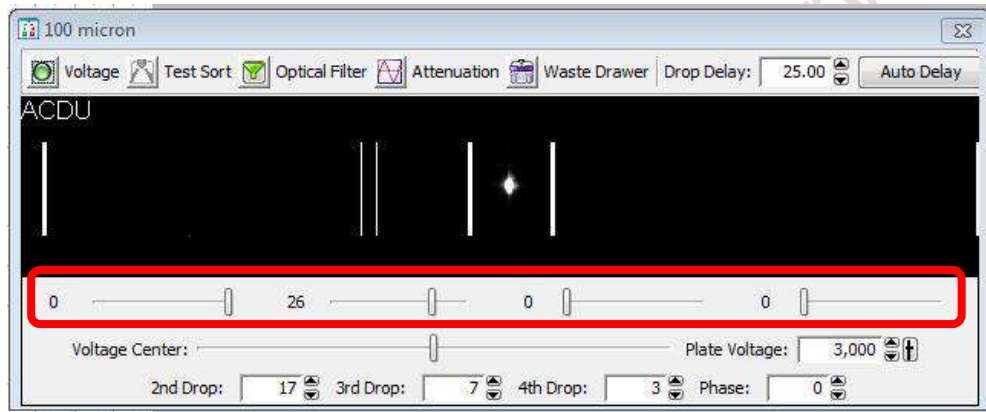 100 micron
Voltage Test Sort Optical Filter Attenuation Waste Drawer Drop Delay: 25.00 Auto Delay
ACDU
0 26 0 0
Voltage Center: Plate Voltage: 3,000
2nd Drop: 17 3rd Drop: 7 4th Drop: 3 Phase: 0